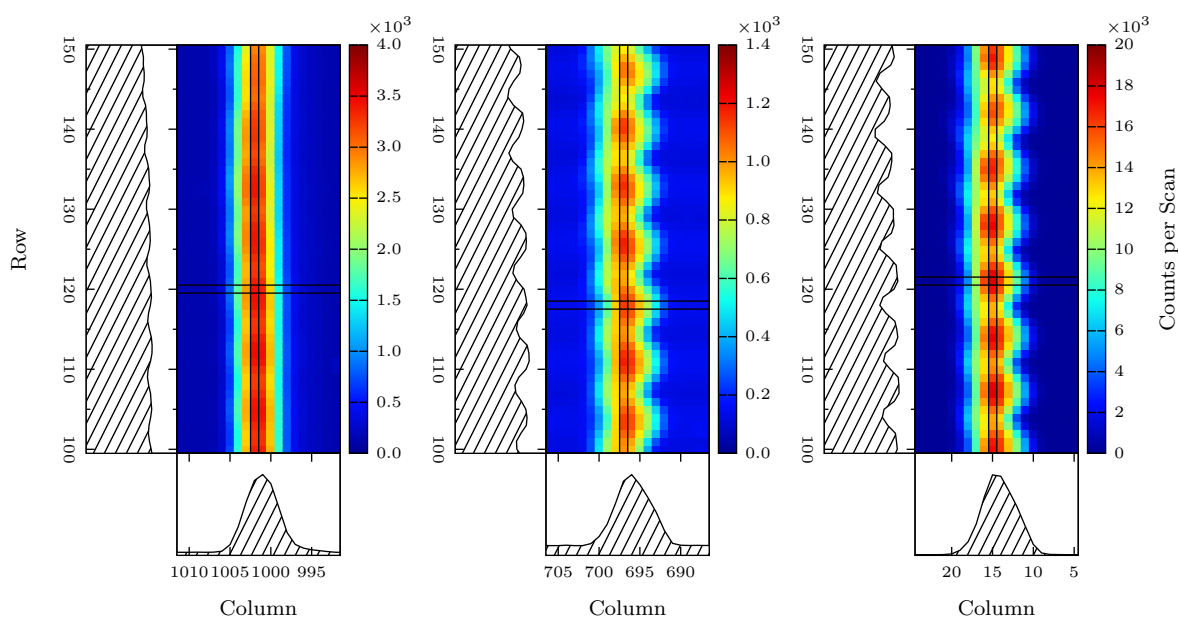 ×10³ ×10³ ×10³
150 4.0 150 1.4 150 20
3.5 1.2 18
140 3.0 140 1.0 140 16
2.5 14
130 130 0.8 130 12
2.0 10
120 120 0.6 120 8
1.5
110 1.0 110 0.4 110 6
4
0.5 0.2 2
100 0.0 100 0.0 100 0
Row
Counts per Scan
1010 1005 1000 995 705 700 695 690 20 15 10 5
Column Column Column